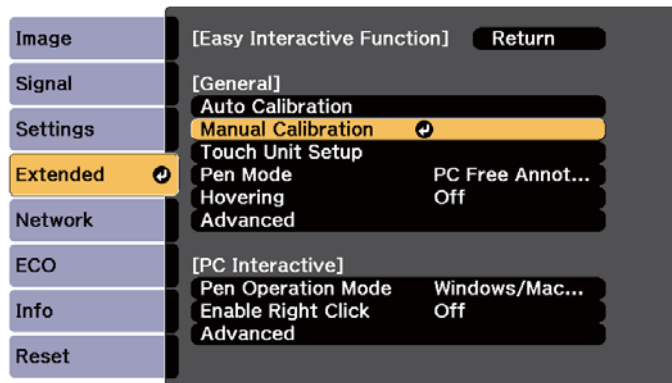 Image
Signal
Settings
Extended
Network
ECO
Info
Reset
[Easy Interactive Function] Return
[General]
Auto Calibration
Manual Calibration
Touch Unit Setup
Pen Mode PC Free Annot...
Hovering Off
Advanced
[PC Interactive]
Pen Operation Mode Windows/Mac...
Enable Right Click Off
Advanced